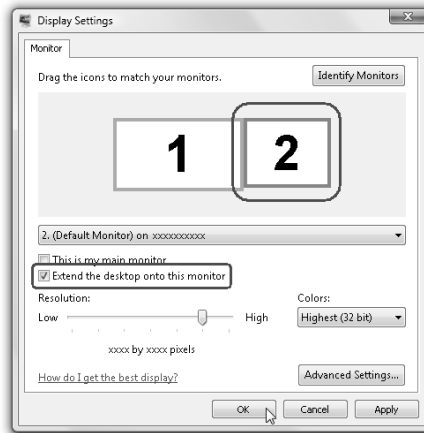 Display Settings
Monitor
Drag the icons to match your monitors.
Identify Monitors
1
2
2. (Default Monitor) on xxxxxxxxxx
This is my main monitor
Extend the desktop onto this monitor
Resolution:
Colors:
Low
High
Highest (32 bit)
xxxx by xxxx pixels
How do I get the best display?
Advanced Settings...
OK
Cancel
Apply